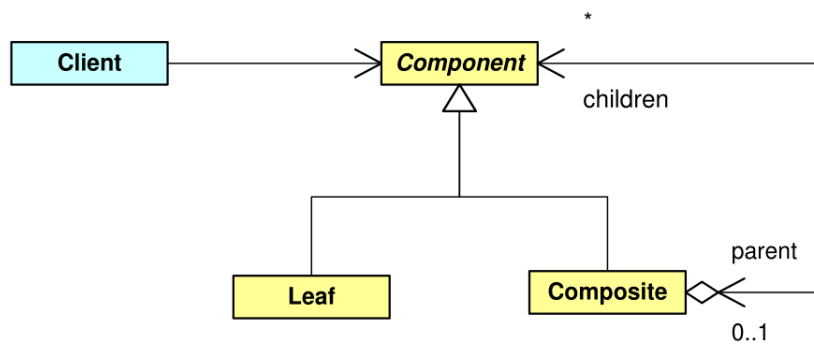 *
Client
Component
children
parent
Leaf
Composite
0..1